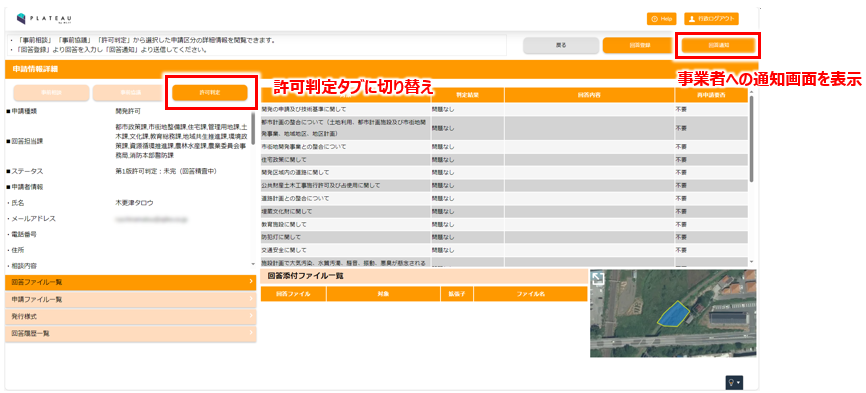 PLATEAU
Help
行政ログアウト
・「事前相談」「事前協議」「許可判定」から選択した申請区分の詳細情報を閲覧できます。
・「回答登録」より回答を入力し「回答通知」より送信してください。
戻る
回答登録
回答通知
申請情報詳細
事業者への通知画面を表示
事前相談
事前協議
許可判定
許可判定タブに切り替え
判定結果
回答内容
再申請要否
■申請種類
開発許可
■回答担当課
都市政策課,市街地整備課,住宅課,管理用地課,土
木課,文化課,教育総務課,地域共生推進課,環境政
策課,資源循環推進課,農林水産課,農業委員会事
務局,消防本部警防課
■ステータス
第1版許可判定：未完（回答精査中）
■申請者情報
・氏名
木更津タロウ
・メールアドレス
・電話番号
・住所
・相談内容
開発の申請及び技術基準に関して
問題なし
不要
都市計画の整合について（土地利用、都市計画施設及び市街地開
発事業、地域地区、地区計画）
問題なし
不要
市街地開発事業との整合について
問題なし
不要
住宅政策に関して
問題なし
不要
開発区域内の道路に関して
問題なし
不要
公共財産土木工事施行許可及び占使用に関して
問題なし
不要
道路計画との整合について
問題なし
不要
埋蔵文化財に関して
問題なし
不要
教育施設に関して
問題なし
不要
防犯灯に関して
問題なし
不要
交通安全に関して
問題なし
不要
施設計画で大気汚染、水質汚濁、騒音、振動、悪臭が懸念される
問題なし
不要
回答ファイル一覧
申請ファイル一覧
発行様式
回答履歴一覧
回答添付ファイル一覧
回答ファイル
対象
拡張子
ファイル名